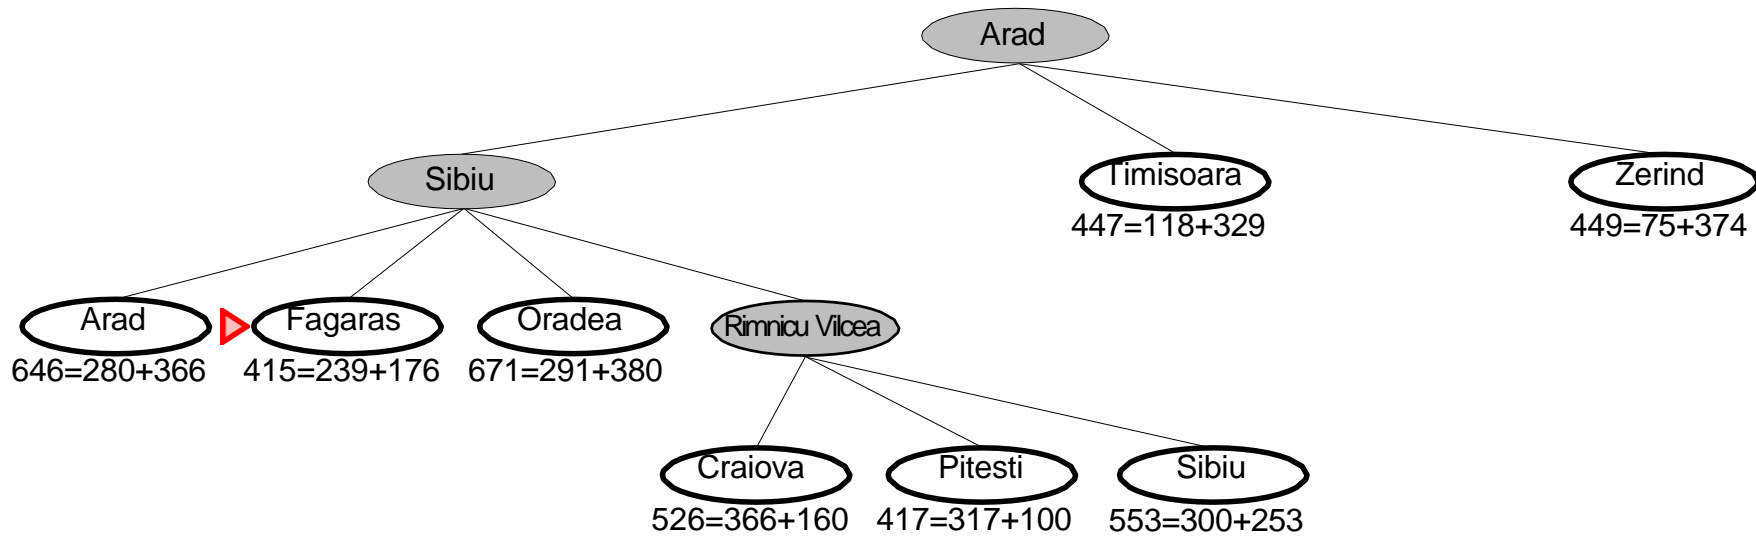 Arad
Sibiu
Timisoara
Zerind
447=118+329
449=75+374
Arad
Fagaras
Oradea
Rimnicu Vilcea
646=280+366
415=239+176
671=291+380
Craiova
Pitesti
Sibiu
526=366+160
417=317+100
553=300+253